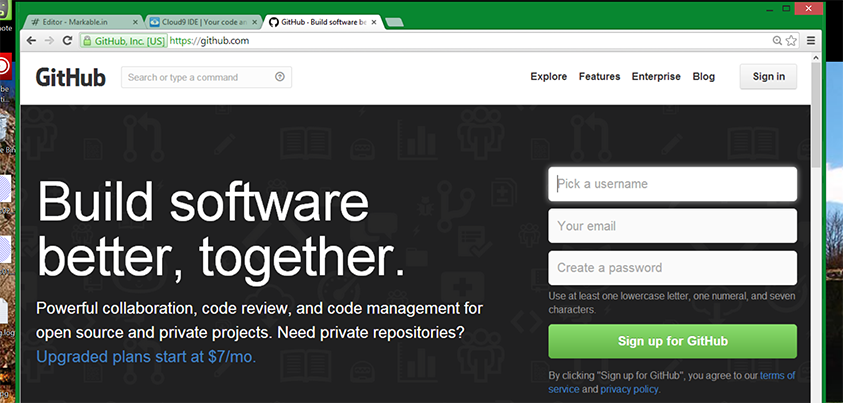 Editor - Markable.in
Cloud9 IDE | Your code an
GitHub - Build software be
GitHub, Inc. [US] https://github.com
GitHub
Search or type a command
Explore Features Enterprise Blog Sign in
Build software
better, together.
Powerful collaboration, code review, and code management for
open source and private projects. Need private repositories?
Upgraded plans start at $7/mo.
Pick a username
Your email
Create a password
Use at least one lowercase letter, one numeral, and seven
characters.
Sign up for GitHub
By clicking "Sign up for GitHub", you agree to our terms of
service and privacy policy.